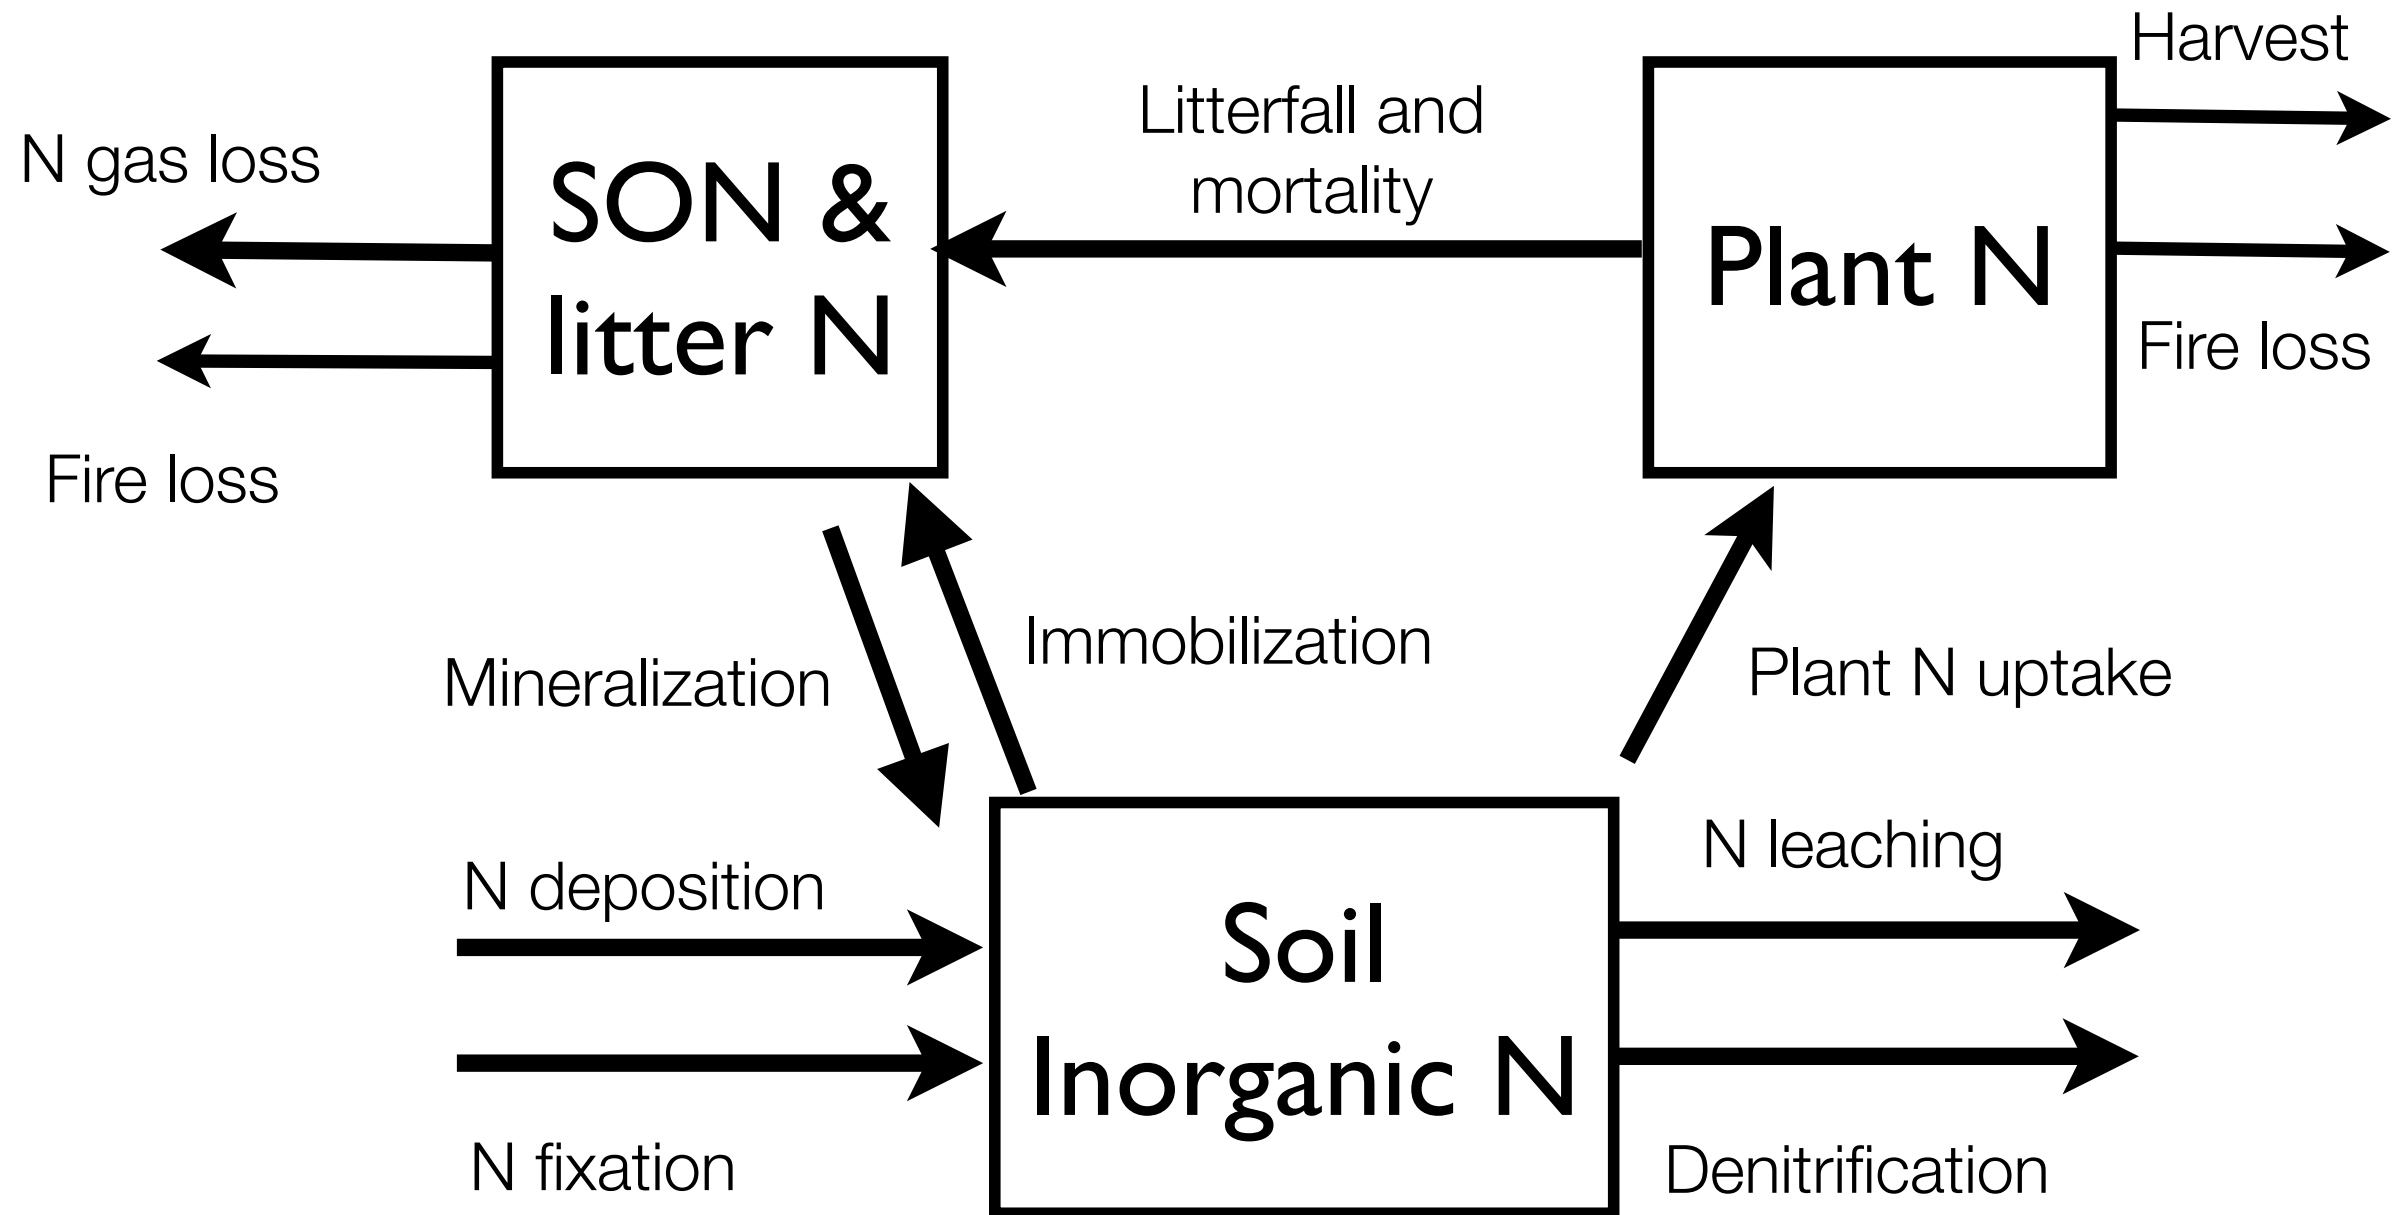 Harvest
Litterfall and
mortality
N gas loss
SON &
litter N
Plant N
Fire loss
Fire loss
Mineralization
Immobilization
Plant N uptake
N deposition
N leaching
Soil
Inorganic N
N fixation
Denitrification